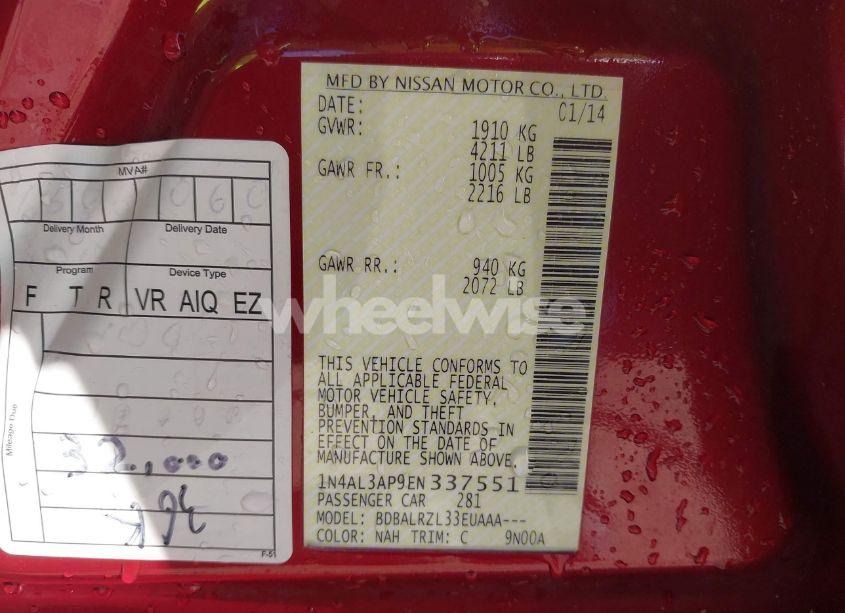 MFD BY NISSAN MOTOR CO., LTD.
DATE: 01/14
GVWR: 1910 KG
4211 LB
GAWR FR.: 1005 KG
2216 LB
GAWR RR.: 940 KG
2072 LB
THIS VEHICLE CONFORMS TO
ALL APPLICABLE FEDERAL
MOTOR VEHICLE SAFETY,
BUMPER, AND THEFT
PREVENTION STANDARDS IN
EFFECT ON THE DATE OF
MANUFACTURE SHOWN ABOVE.
1N4AL3AP9EN337551
PASSENGER CAR 281
MODEL: BDBALRZL33EUAAA---
COLOR: NAH TRIM: C 9N00A
MVA#
Delivery Month Delivery Date
Program Device Type
F T R VR AIQ EZ
Mileage Due
32,000
F-51
wheelwise